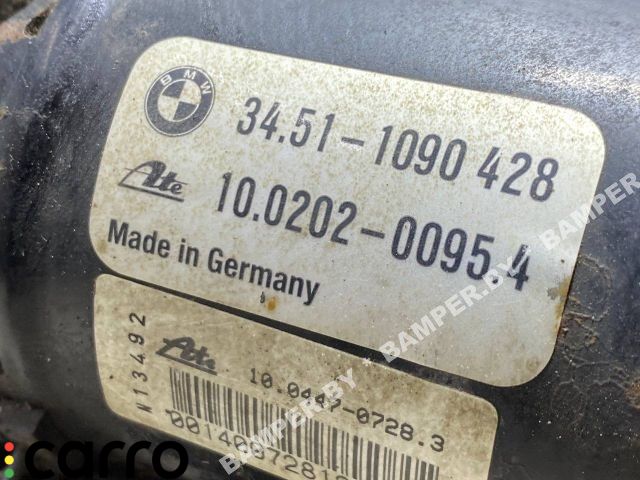 BMW
34.51-1090 428
Ate
10.0202-0095.4
Made in Germany
N13492
Ate
10.0447-0728.3
BAMPER.BY * BAMPER.BY * BAMPER.BY
carro